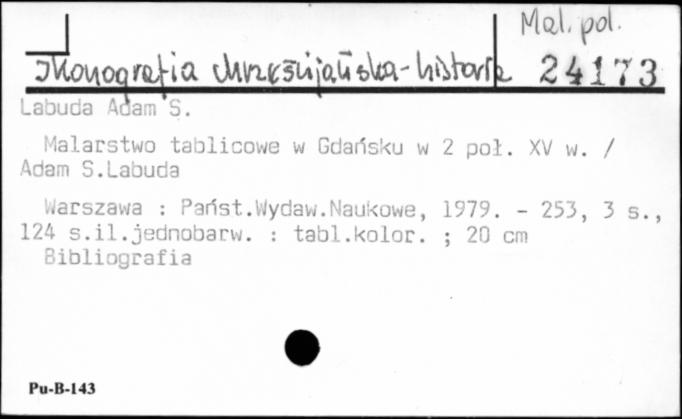 Mal. pol.
Ikonografia chrześcijańska - historia 24173
Labuda Adam S.
Malarstwo tablicowe w Gdańsku w 2 poł. XV w. /
Adam S.Labuda
Warszawa : Państ.Wydaw.Naukowe, 1979. - 253, 3 s.,
124 s.il.jednobarw. : tabl.kolor. ; 20 cm
Bibliografia
Pu-B-143